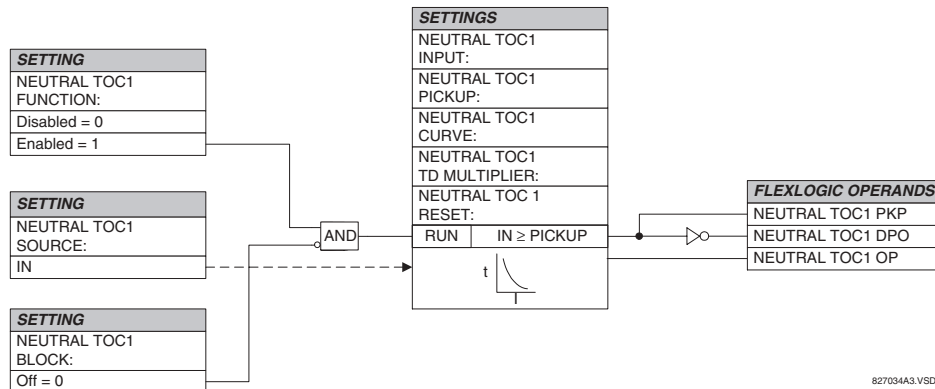 SETTING
NEUTRAL TOC1
FUNCTION:
Disabled = 0
Enabled = 1
SETTING
NEUTRAL TOC1
SOURCE:
IN
SETTING
NEUTRAL TOC1
BLOCK:
Off = 0
AND
SETTINGS
NEUTRAL TOC1
INPUT:
NEUTRAL TOC1
PICKUP:
NEUTRAL TOC1
CURVE:
NEUTRAL TOC1
TD MULTIPLIER:
NEUTRAL TOC 1
RESET:
RUN IN ≥ PICKUP
t
I
FLEXLOGIC OPERANDS
NEUTRAL TOC1 PKP
NEUTRAL TOC1 DPO
NEUTRAL TOC1 OP
827034A3.VSD